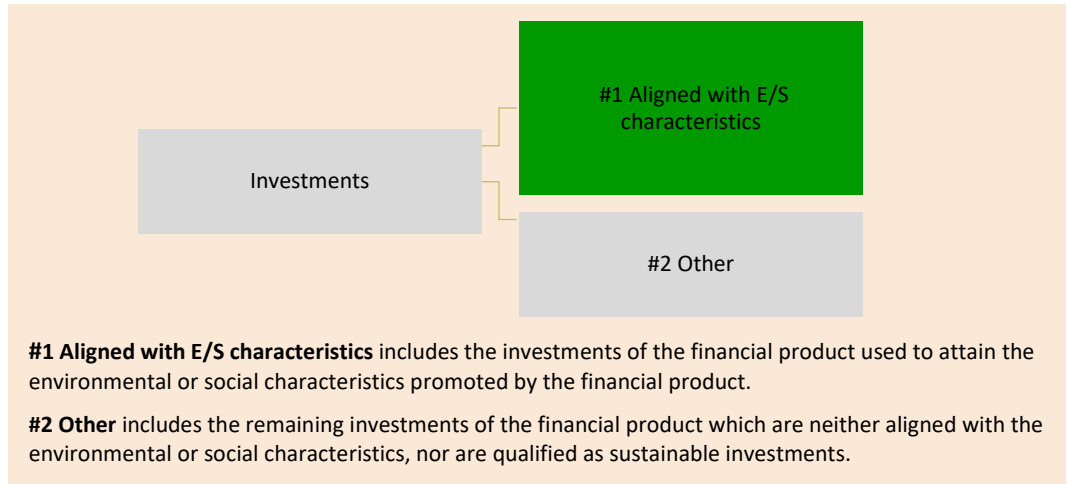 #1 Aligned with E/S
characteristics
Investments
#2 Other
#1 Aligned with E/S characteristics includes the investments of the financial product used to attain the
environmental or social characteristics promoted by the financial product.
#2 Other includes the remaining investments of the financial product which are neither aligned with the
environmental or social characteristics, nor are qualified as sustainable investments.